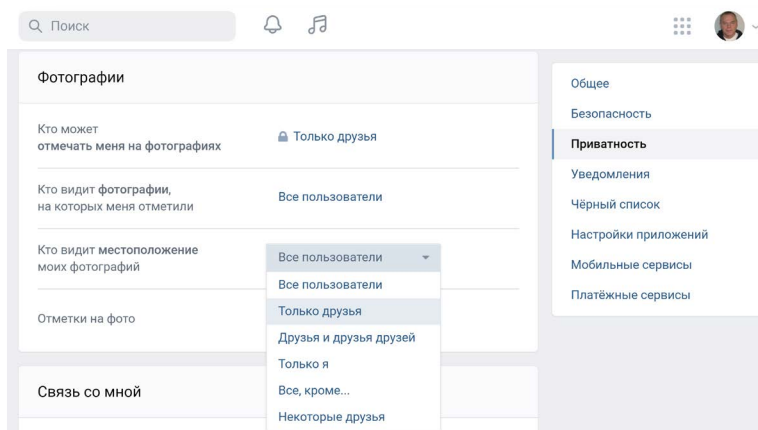 Поиск
Фотографии
Кто может
отмечать меня на фотографиях
Только друзья
Кто видит фотографии,
на которых меня отметили
Все пользователи
Кто видит местоположение
моих фотографий
Все пользователи
Все пользователи
Только друзья
Друзья и друзья друзей
Только я
Все, кроме...
Некоторые друзья
Отметки на фото
Связь со мной
Общее
Безопасность
Приватность
Уведомления
Чёрный список
Настройки приложений
Мобильные сервисы
Платёжные сервисы